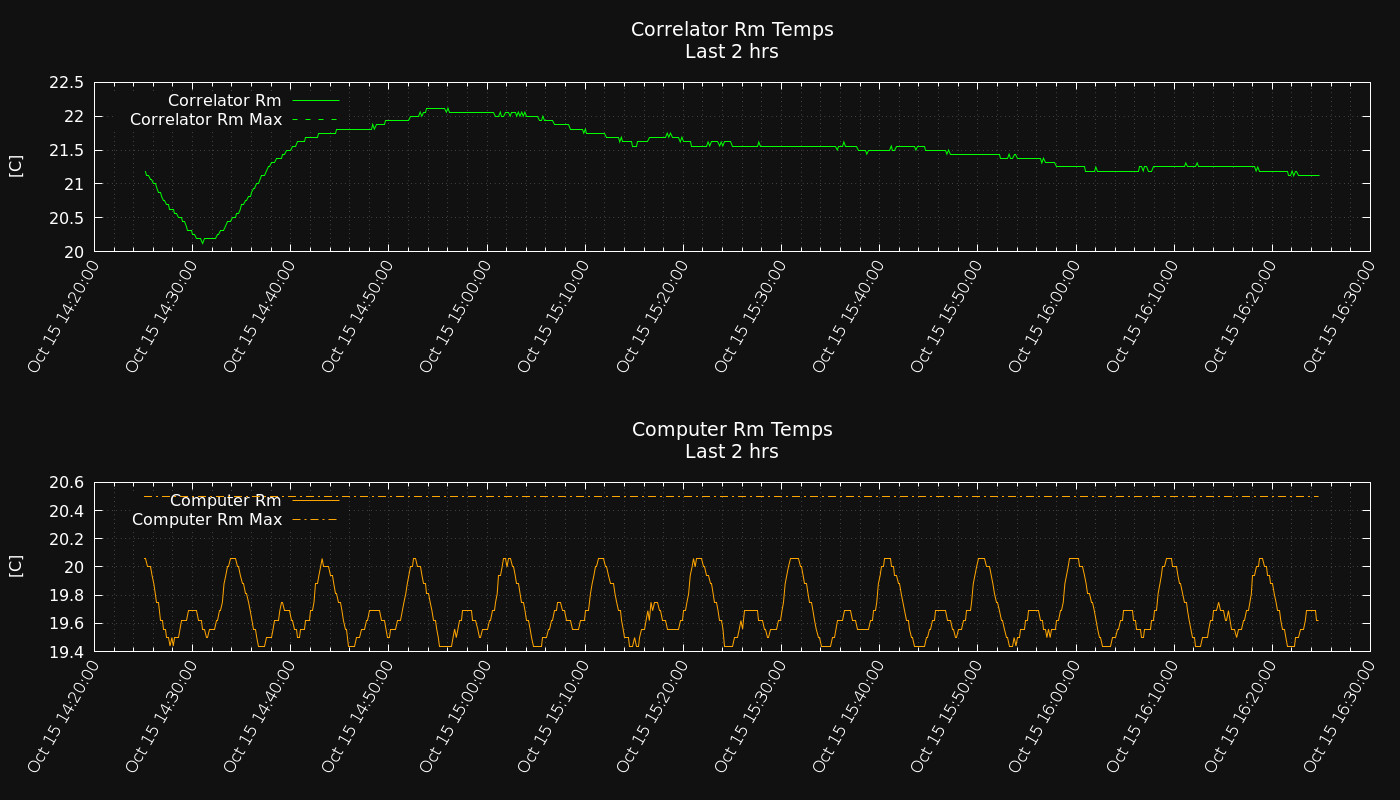 Correlator Rm Temps
Last 2 hrs
22.5
22
21.5
21
20.5
20
[C]
Correlator Rm
Correlator Rm Max
Oct 15 14:20:00
Oct 15 14:30:00
Oct 15 14:40:00
Oct 15 14:50:00
Oct 15 15:00:00
Oct 15 15:10:00
Oct 15 15:20:00
Oct 15 15:30:00
Oct 15 15:40:00
Oct 15 15:50:00
Oct 15 16:00:00
Oct 15 16:10:00
Oct 15 16:20:00
Oct 15 16:30:00
Computer Rm Temps
Last 2 hrs
20.6
20.4
20.2
20
19.8
19.6
19.4
[C]
Computer Rm
Computer Rm Max
Oct 15 14:20:00
Oct 15 14:30:00
Oct 15 14:40:00
Oct 15 14:50:00
Oct 15 15:00:00
Oct 15 15:10:00
Oct 15 15:20:00
Oct 15 15:30:00
Oct 15 15:40:00
Oct 15 15:50:00
Oct 15 16:00:00
Oct 15 16:10:00
Oct 15 16:20:00
Oct 15 16:30:00